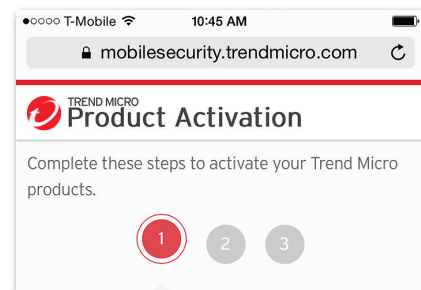 T-Mobile 10:45 AM
mobilesecurity.trendmicro.com
TREND MICRO
Product Activation
Complete these steps to activate your Trend Micro
products.
1 2 3